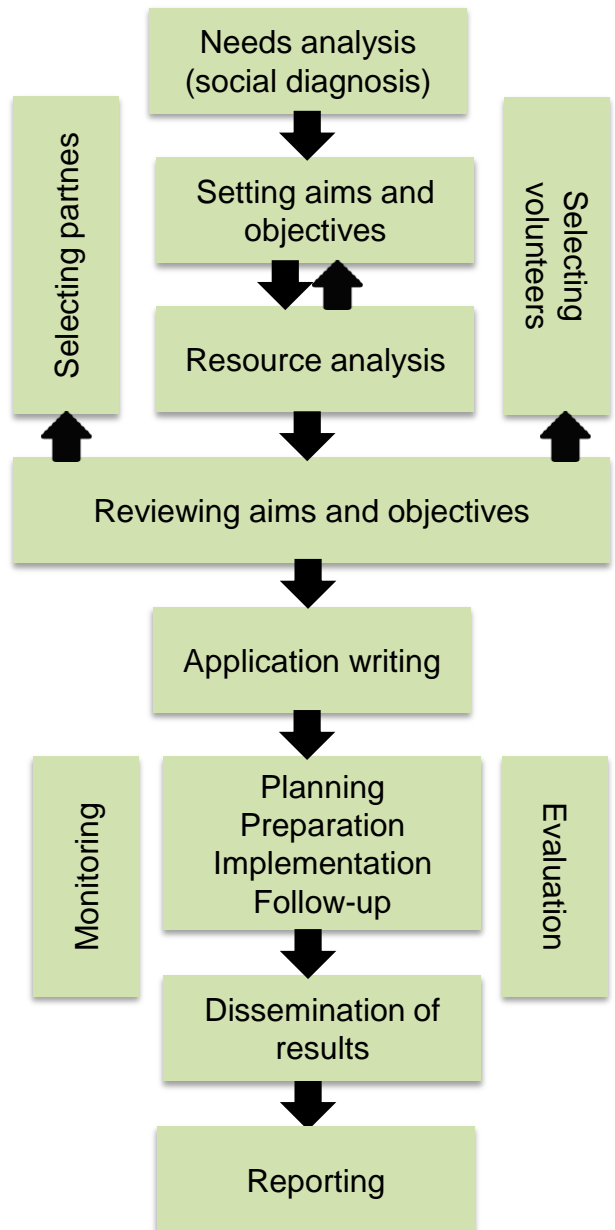 Needs analysis
(social diagnosis)
Selecting partnes
Setting aims and
objectives
Selecting
volunteers
Resource analysis
Reviewing aims and objectives
Application writing
Monitoring
Planning
Preparation
Implementation
Follow-up
Evaluation
Dissemination of
results
Reporting